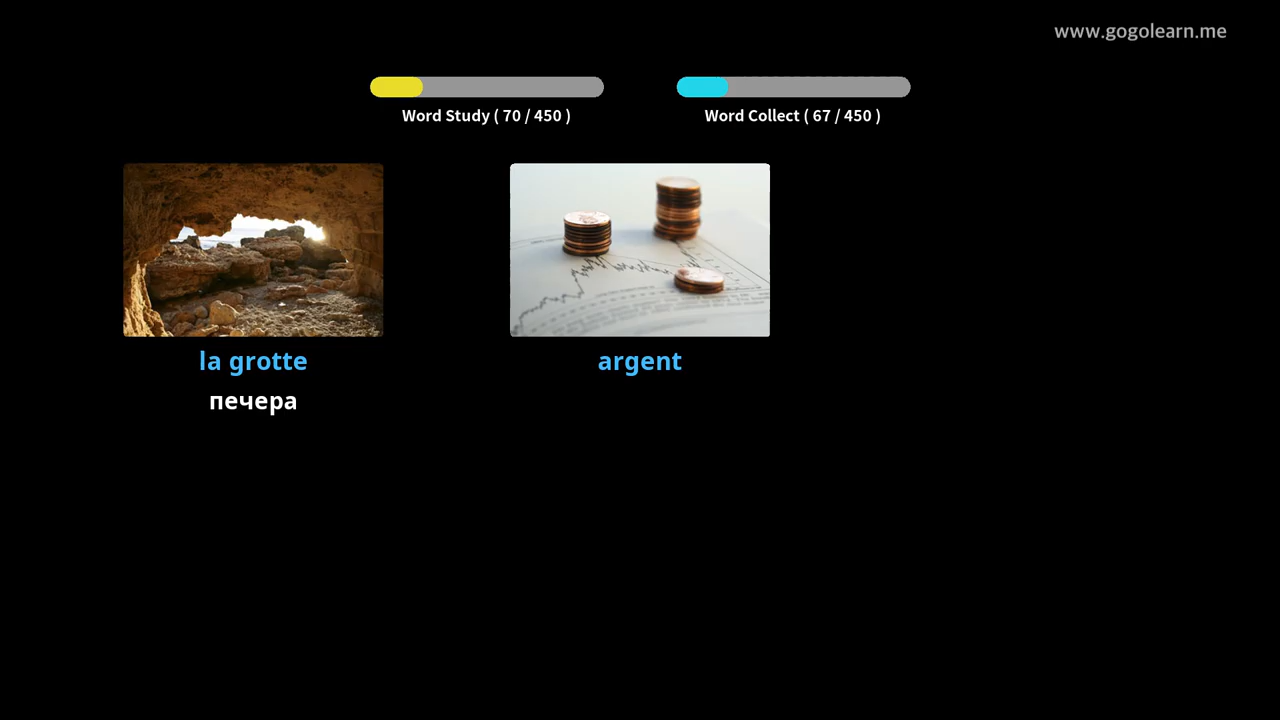 www.gogolearn.me
Word Study ( 70 / 450 )
Word Collect ( 67 / 450 )
la grotte
печера
argent